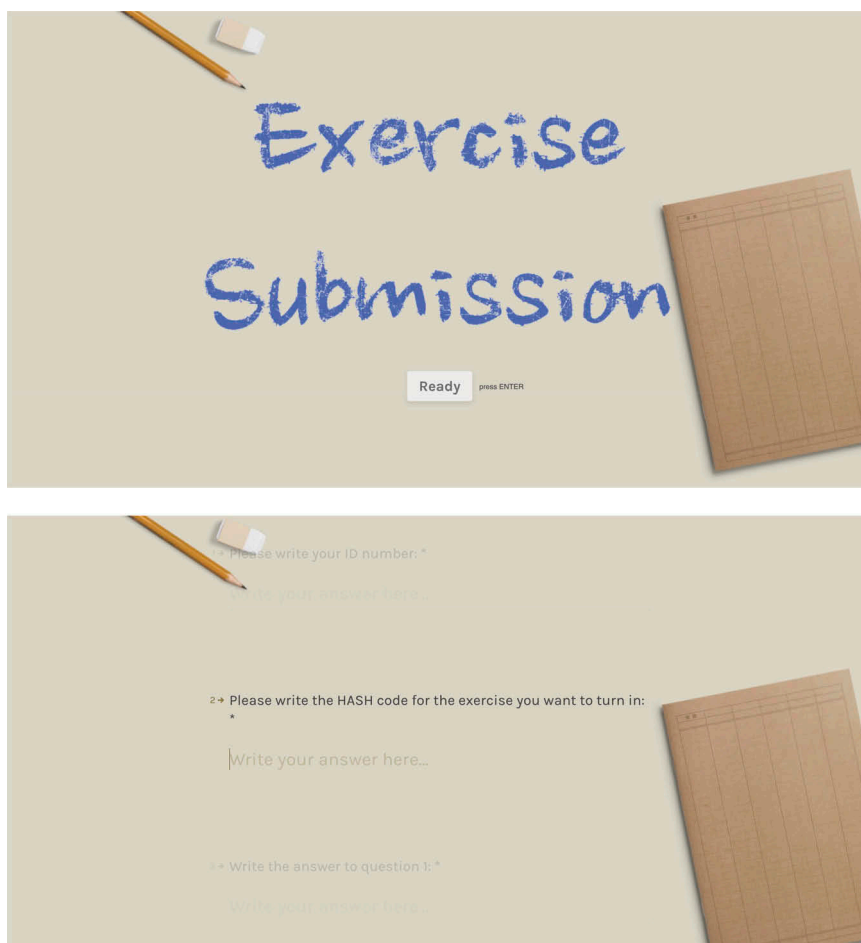 Exercise
Submission
Ready press ENTER
Please write your ID number: *
Write your answer here...
2→ Please write the HASH code for the exercise you want to turn in:
*
Write your answer here...
3→ Write the answer to question 1: *
Write your answer here...